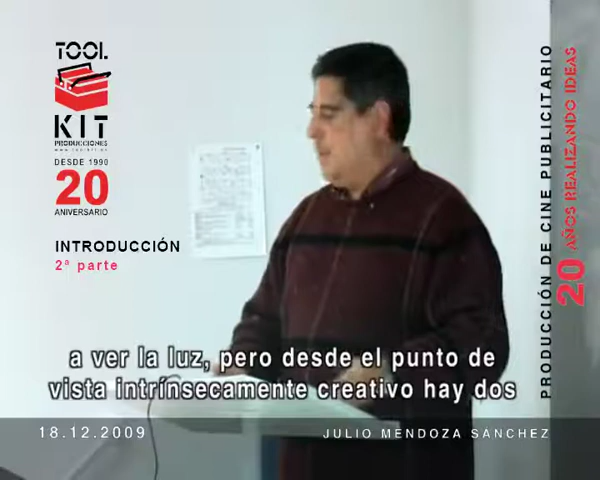 TOOL
KIT
PRODUCCIONES
DESDE 1990
20
ANIVERSARIO
INTRODUCCIÓN
2ª parte
PRODUCCIÓN DE CINE PUBLICITARIO
20 AÑOS REALIZANDO IDEAS
a ver la luz, pero desde el punto de
vista intrínsecamente creativo hay dos
18.12.2009
JULIO MENDOZA SANCHEZ